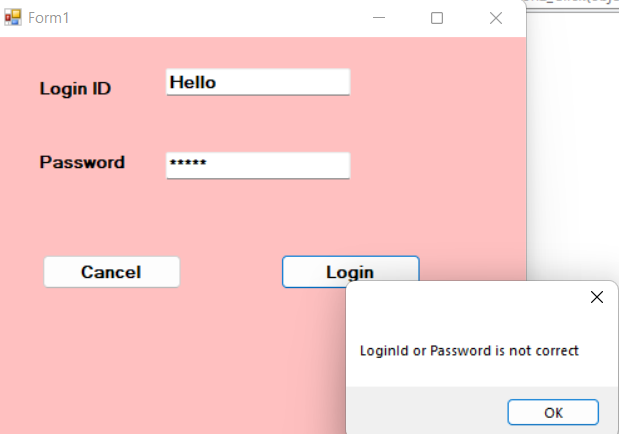 Form1
Login ID
Hello
Password
*****
Cancel
Login
LoginId or Password is not correct
OK